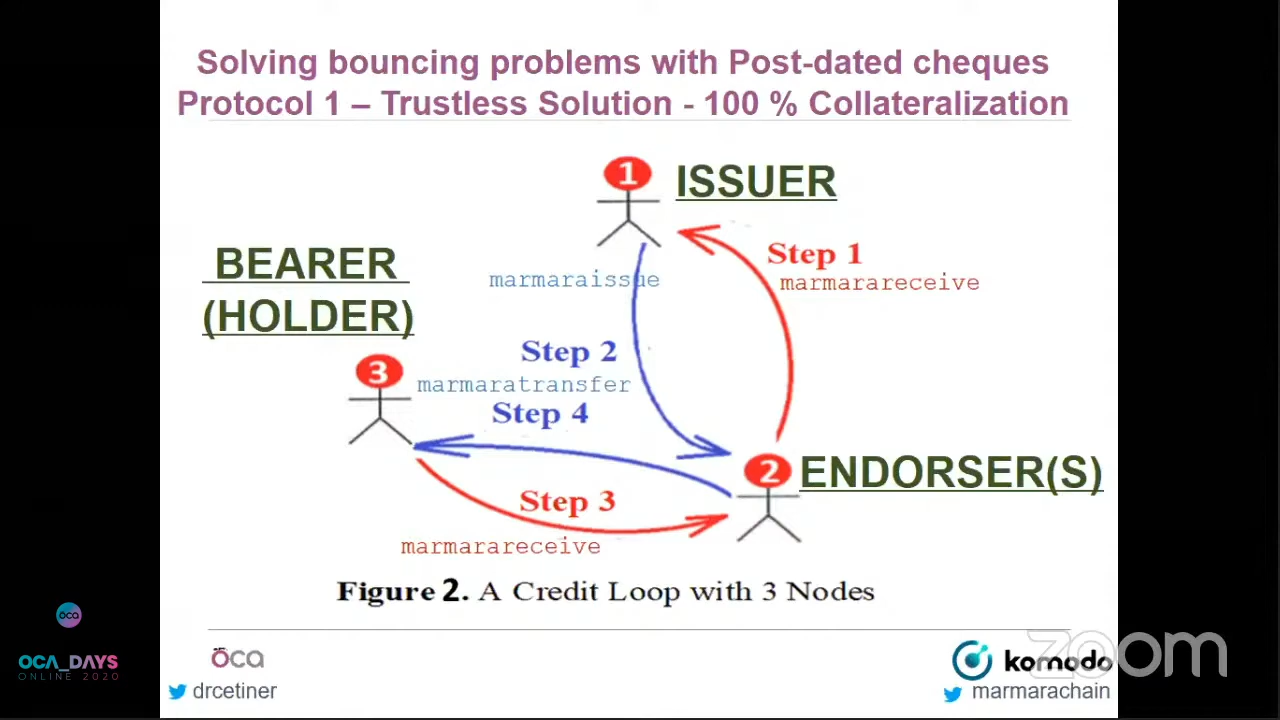 Solving bouncing problems with Post-dated cheques
Protocol 1 – Trustless Solution - 100 % Collateralization
1
ISSUER
BEARER
(HOLDER)
Step 1
marmarareceive
marmaraissue
Step 2
3
marmaratransfer
Step 4
2
ENDORSER(S)
Step 3
marmarareceive
Figure 2. A Credit Loop with 3 Nodes
oca
OCA_DAYS
ONLINE 2020
öca
drcetiner
komodo
zoom
marmarachain